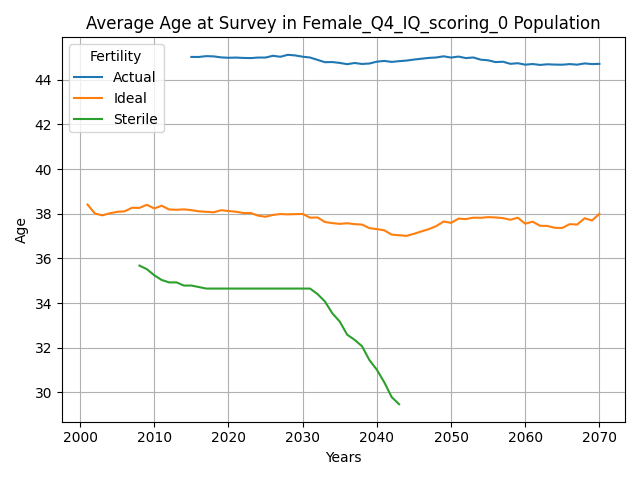 Average Age at Survey in Female_Q4_IQ_scoring_0 Population
Fertility
Actual
Ideal
Sterile
Age
44
42
40
38
36
34
32
30
2000 2010 2020 2030 2040 2050 2060 2070
Years